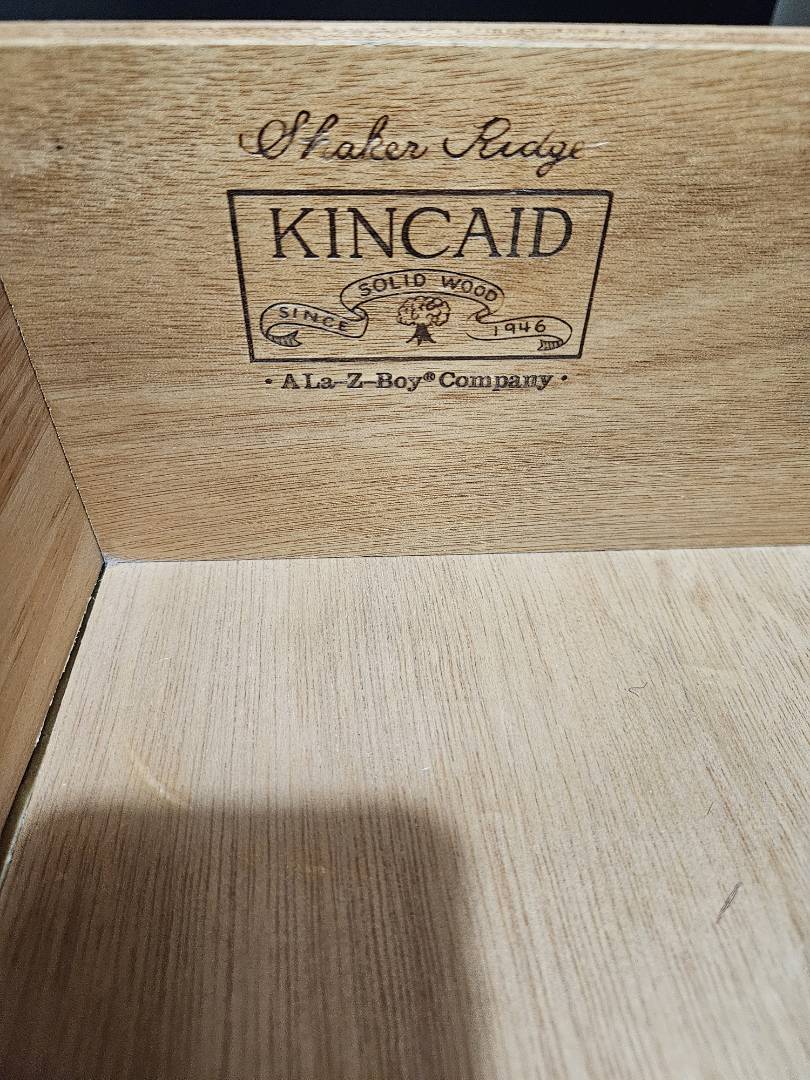 Shaker Ridge
KINCAID
SOLID WOOD
SINCE 1946
• A La-Z-Boy® Company •